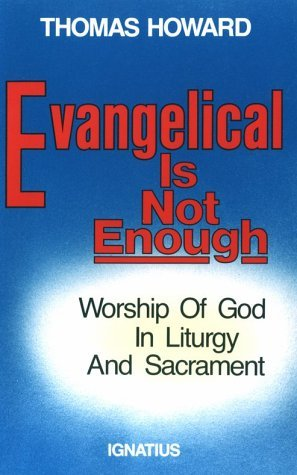 THOMAS HOWARD
Evangelical
Is
Not
Enough
Worship Of God
In Liturgy
And Sacrament
IGNATIUS